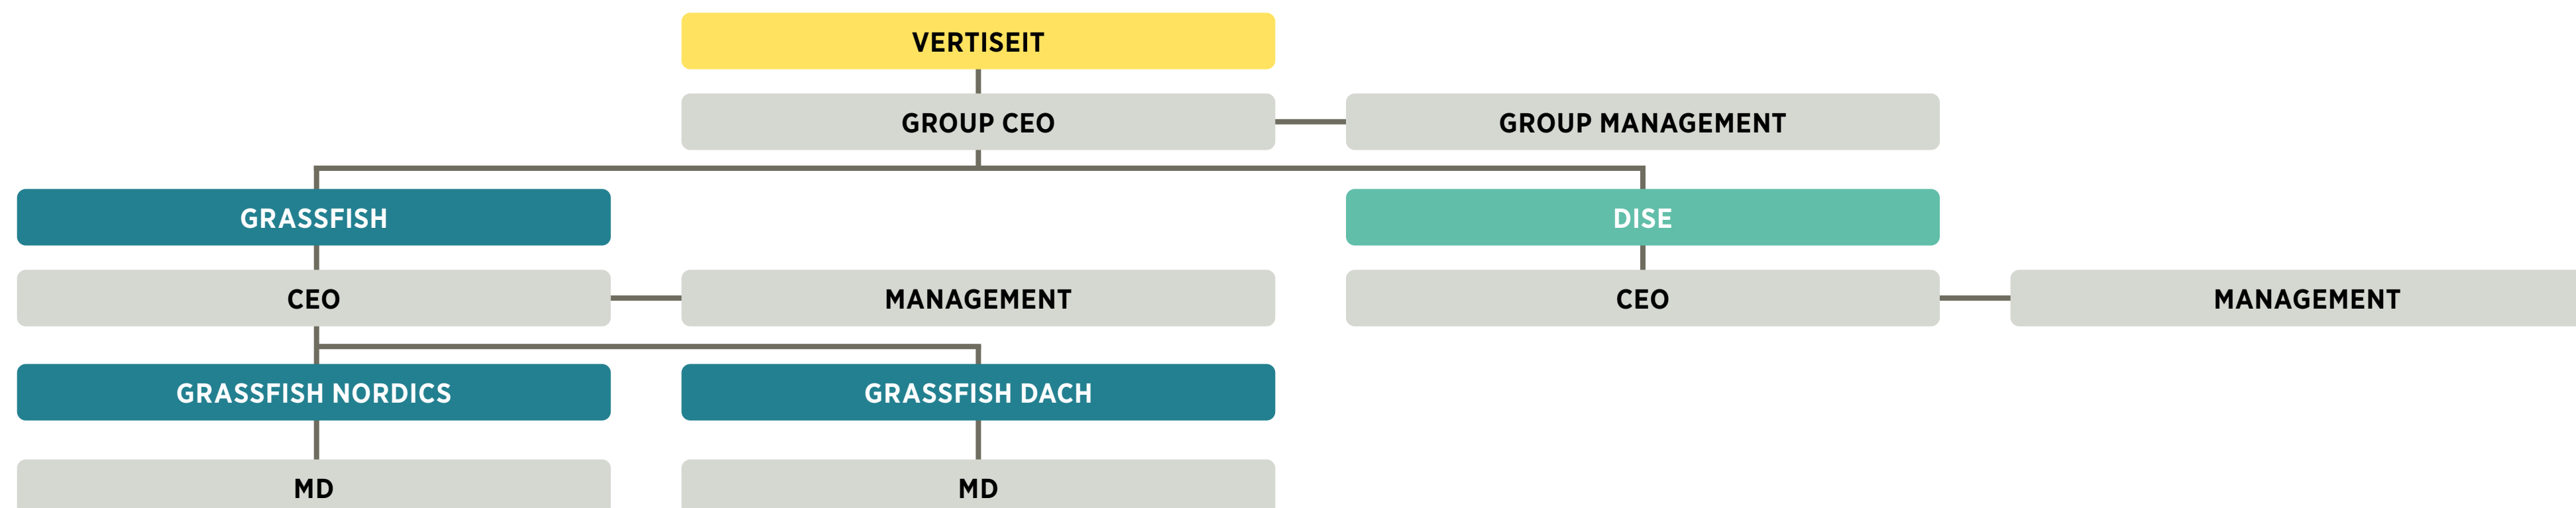 VERTISEIT
GROUP CEO
GROUP MANAGEMENT
GRASSFISH
DISE
CEO
MANAGEMENT
CEO
MANAGEMENT
GRASSFISH NORDICS
GRASSFISH DACH
MD
MD